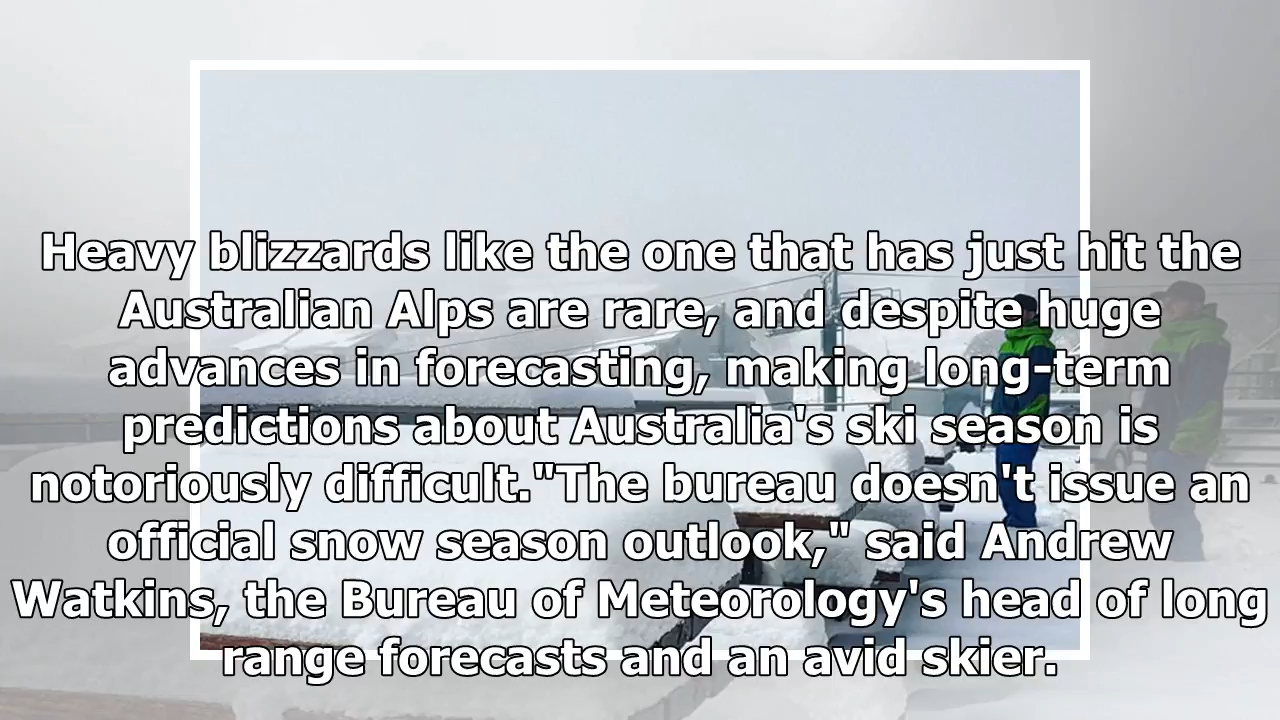 Heavy blizzards like the one that has just hit the
Australian Alps are rare, and despite huge
advances in forecasting, making long-term
predictions about Australia's ski season is
notoriously difficult."The bureau doesn't issue an
official snow season outlook," said Andrew
Watkins, the Bureau of Meteorology's head of long
range forecasts and an avid skier.